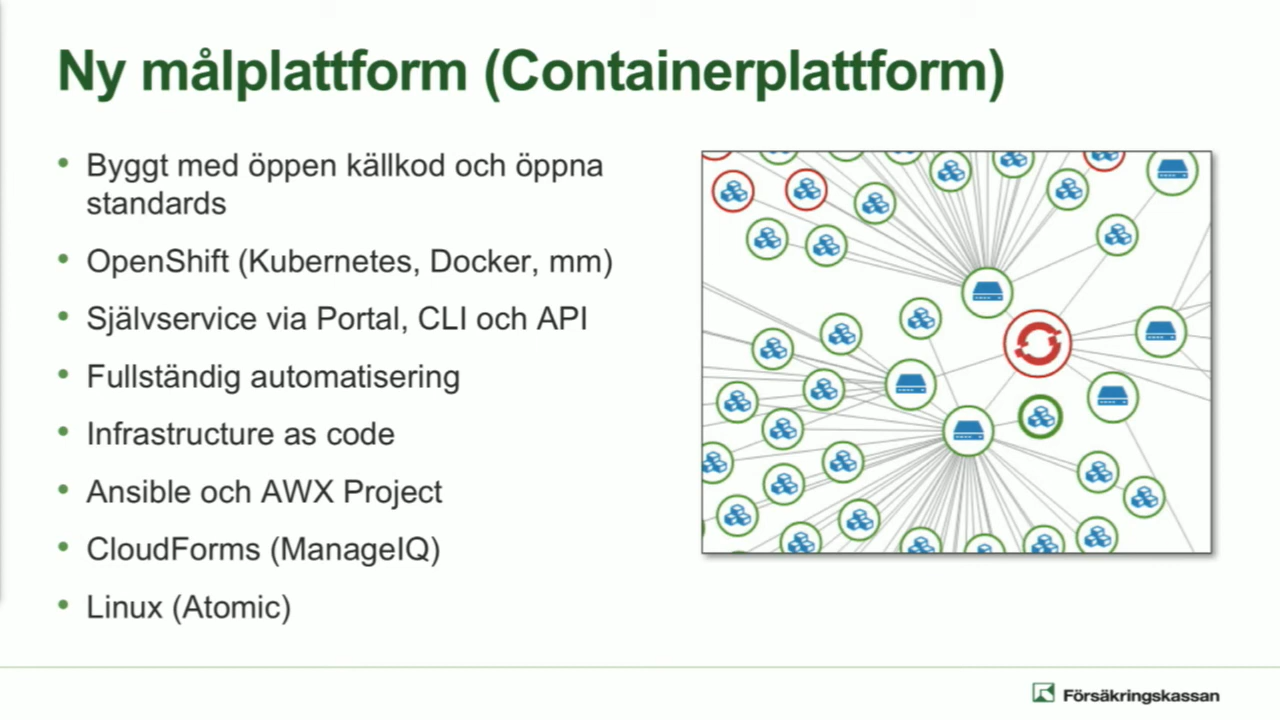 Ny målplattform (Containerplattform)
• Byggt med öppen källkod och öppna
standards
• OpenShift (Kubernetes, Docker, mm)
• Självservice via Portal, CLI och API
• Fullständig automatisering
• Infrastructure as code
• Ansible och AWX Project
• CloudForms (ManageIQ)
• Linux (Atomic)
Försäkringskassan